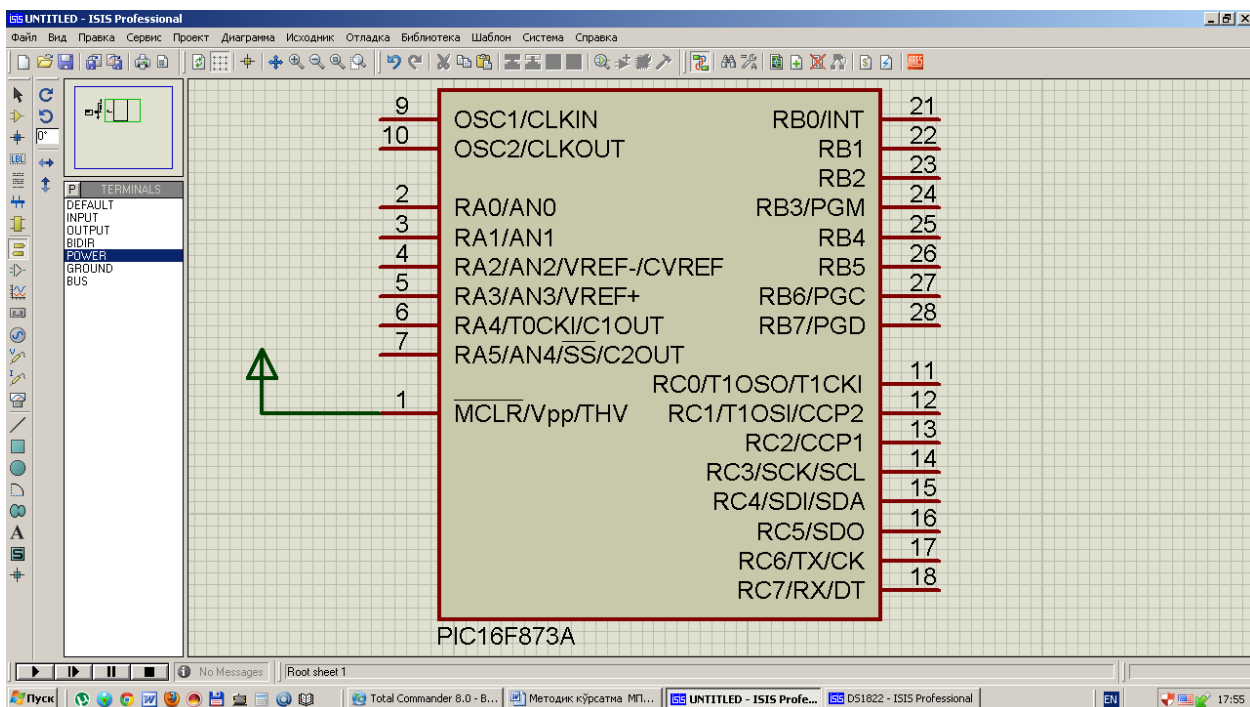 UNTITLED - ISIS Professional
Файл Вид Правка Сервис Проект Диаграмма Исходник Отладка Библиотека Шаблон Система Справка
0°
LBL
P TERMINALS
DEFAULT
INPUT
OUTPUT
BIDIR
POWER
GROUND
BUS
A
S
9 OSC1/CLKIN RB0/INT 21
10 OSC2/CLKOUT RB1 22
RB2 23
2 RA0/AN0 RB3/PGM 24
3 RA1/AN1 RB4 25
4 RA2/AN2/VREF-/CVREF RB5 26
5 RA3/AN3/VREF+ RB6/PGC 27
6 RA4/T0CKI/C1OUT RB7/PGD 28
7 RA5/AN4/SS/C2OUT
RC0/T1OSO/T1CKI 11
1 MCLR/Vpp/THV RC1/T1OSI/CCP2 12
RC2/CCP1 13
RC3/SCK/SCL 14
RC4/SDI/SDA 15
RC5/SDO 16
RC6/TX/CK 17
RC7/RX/DT 18
PIC16F873A
No Messages Root sheet 1
Пуск Total Commander 8.0 - B... Методик кўрсатма МП... UNTITLED - ISIS Profe... DS1822 - ISIS Professional EN 17:55